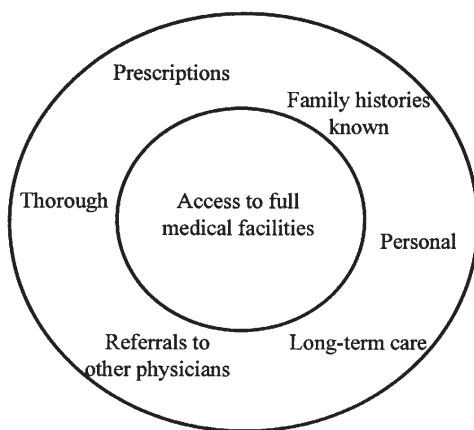 Prescriptions
Family histories
known
Thorough
Access to full
medical facilities
Personal
Referrals to
other physicians
Long-term care